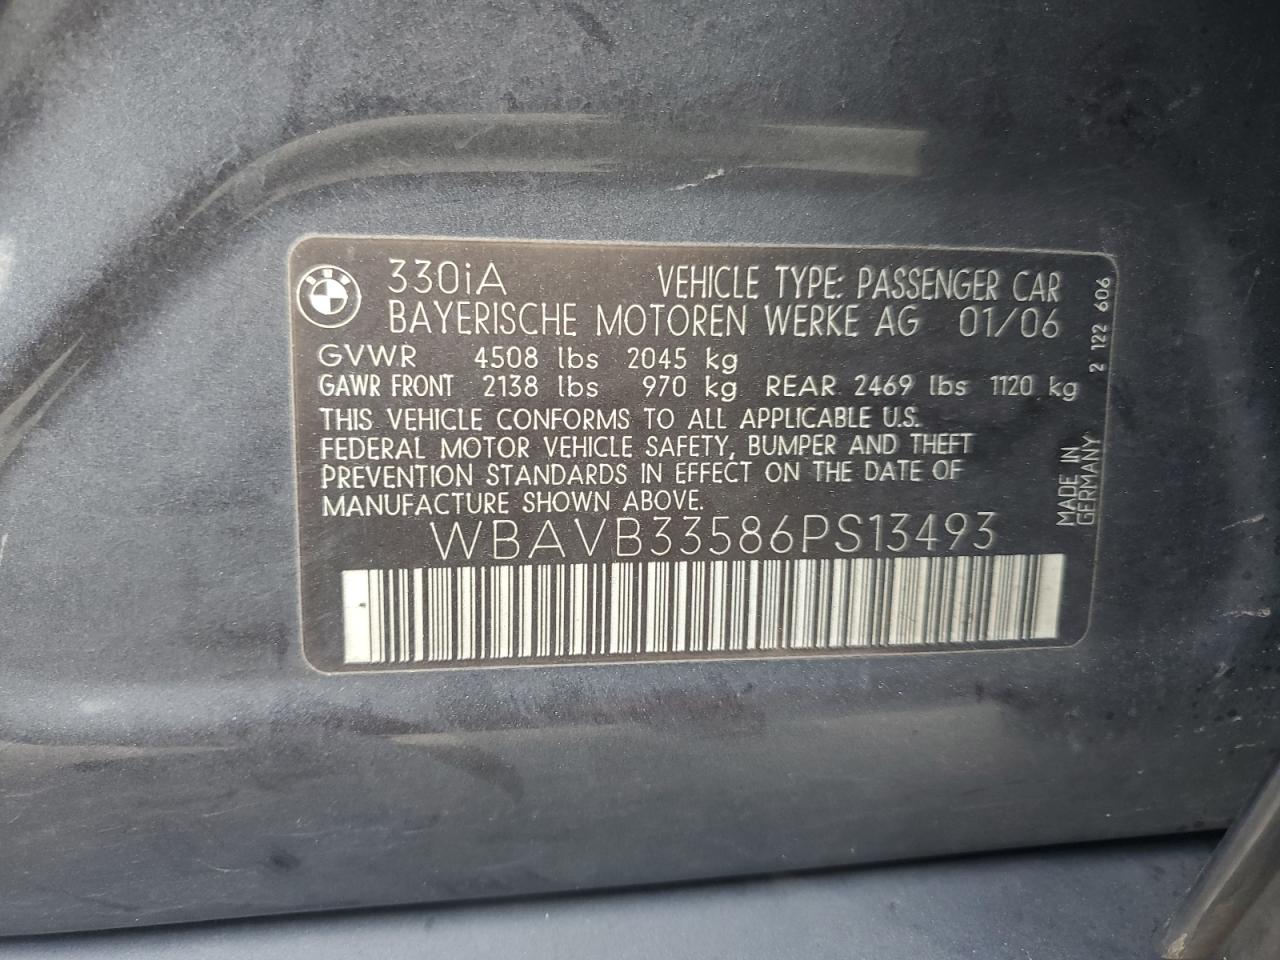 330iA VEHICLE TYPE: PASSENGER CAR
BAYERISCHE MOTOREN WERKE AG 01/06
GVWR 4508 lbs 2045 kg
GAWR FRONT 2138 lbs 970 kg REAR 2469 lbs 1120 kg
THIS VEHICLE CONFORMS TO ALL APPLICABLE U.S.
FEDERAL MOTOR VEHICLE SAFETY, BUMPER AND THEFT
PREVENTION STANDARDS IN EFFECT ON THE DATE OF
MANUFACTURE SHOWN ABOVE.
WBAVB33586PS13493
2 122 606
MADE IN
GERMANY